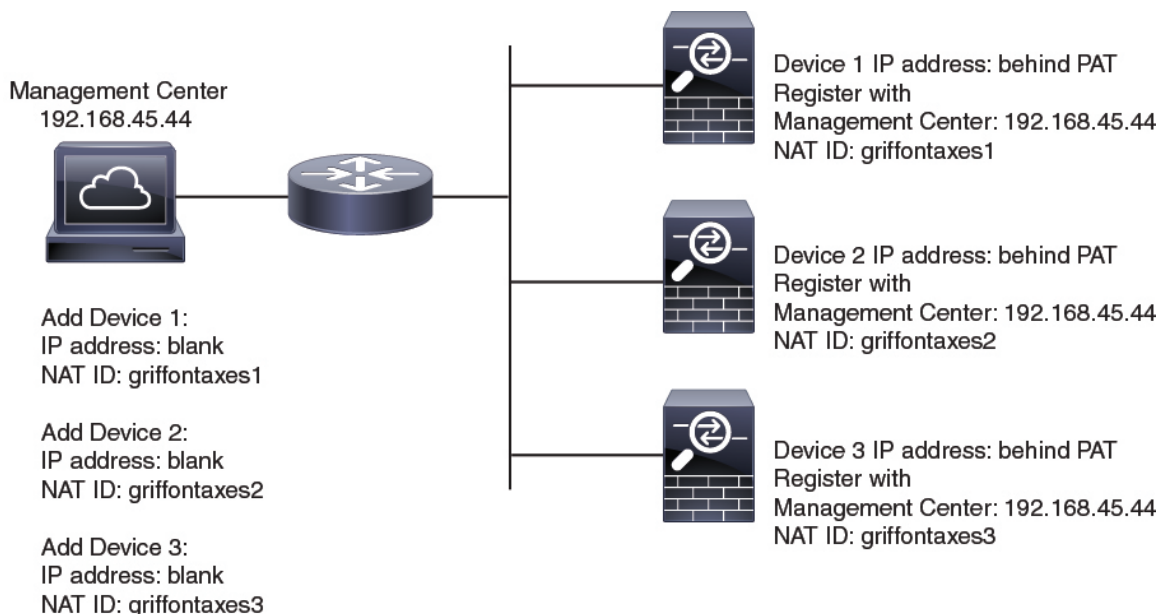 Management Center
192.168.45.44
Add Device 1:
IP address: blank
NAT ID: griffontaxes1
Add Device 2:
IP address: blank
NAT ID: griffontaxes2
Add Device 3:
IP address: blank
NAT ID: griffontaxes3
Device 1 IP address: behind PAT
Register with
Management Center: 192.168.45.44
NAT ID: griffontaxes1
Device 2 IP address: behind PAT
Register with
Management Center: 192.168.45.44
NAT ID: griffontaxes2
Device 3 IP address: behind PAT
Register with
Management Center: 192.168.45.44
NAT ID: griffontaxes3